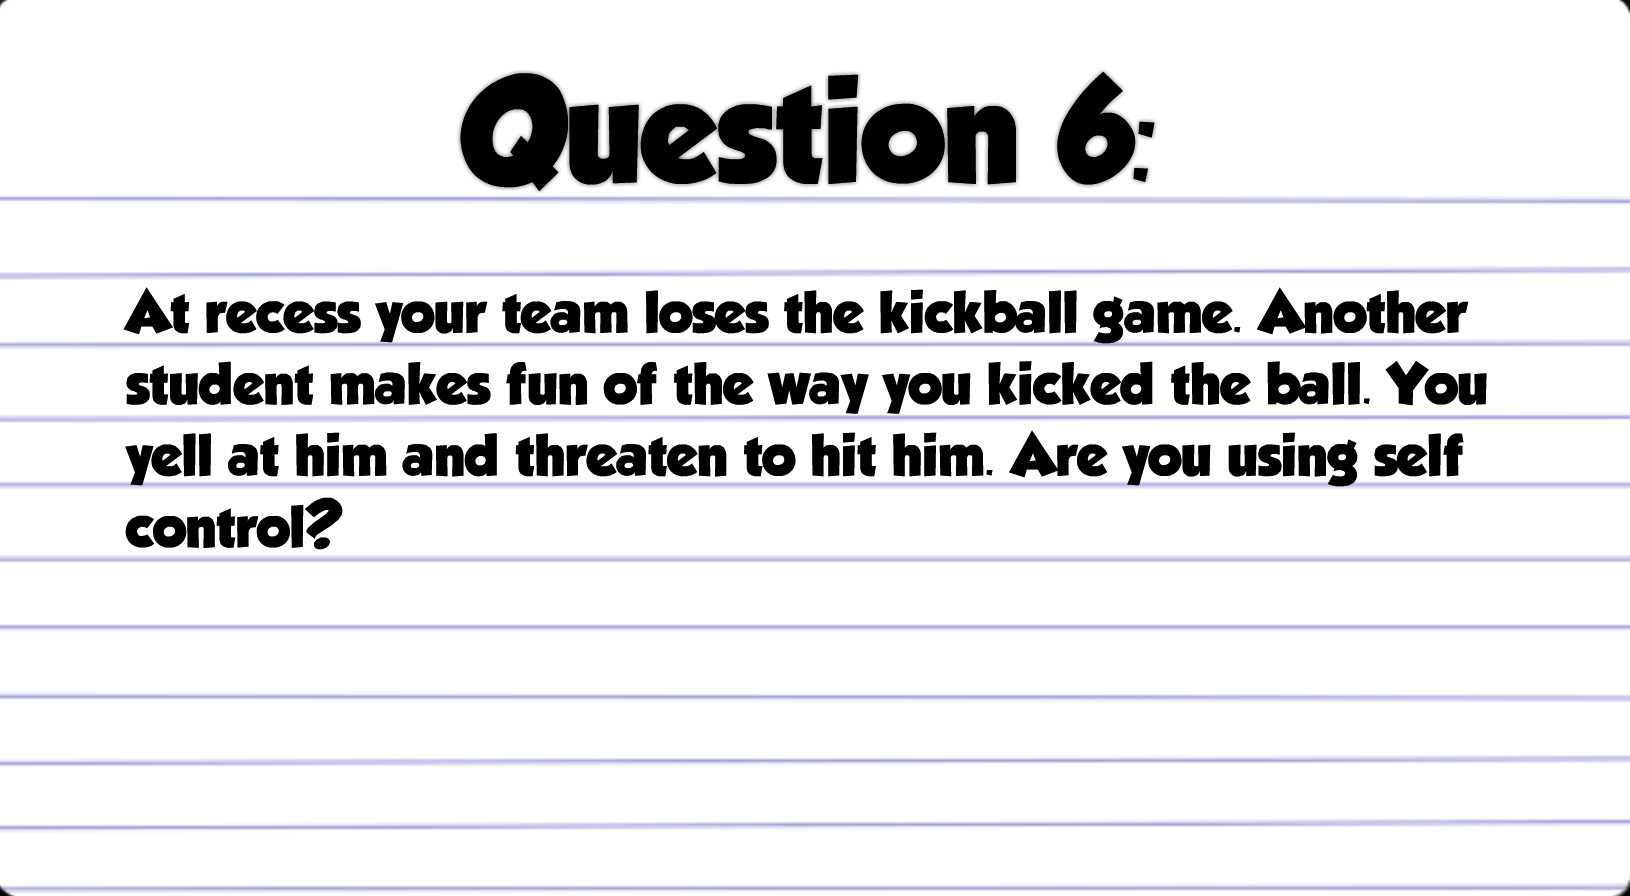 Question 6:
At recess your team loses the kickball game. Another
student makes fun of the way you kicked the ball. You
yell at him and threaten to hit him. Are you using self
control?